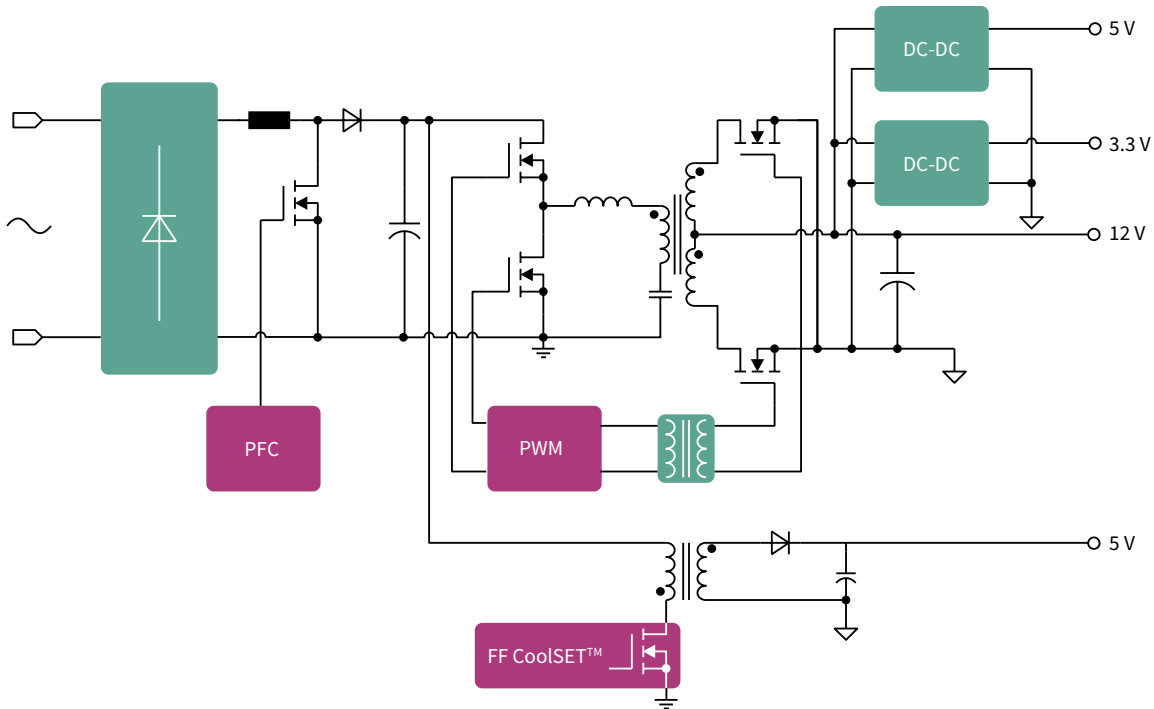 5 V
DC-DC
3.3 V
DC-DC
12 V
PFC
PWM
5 V
FF CoolSET™